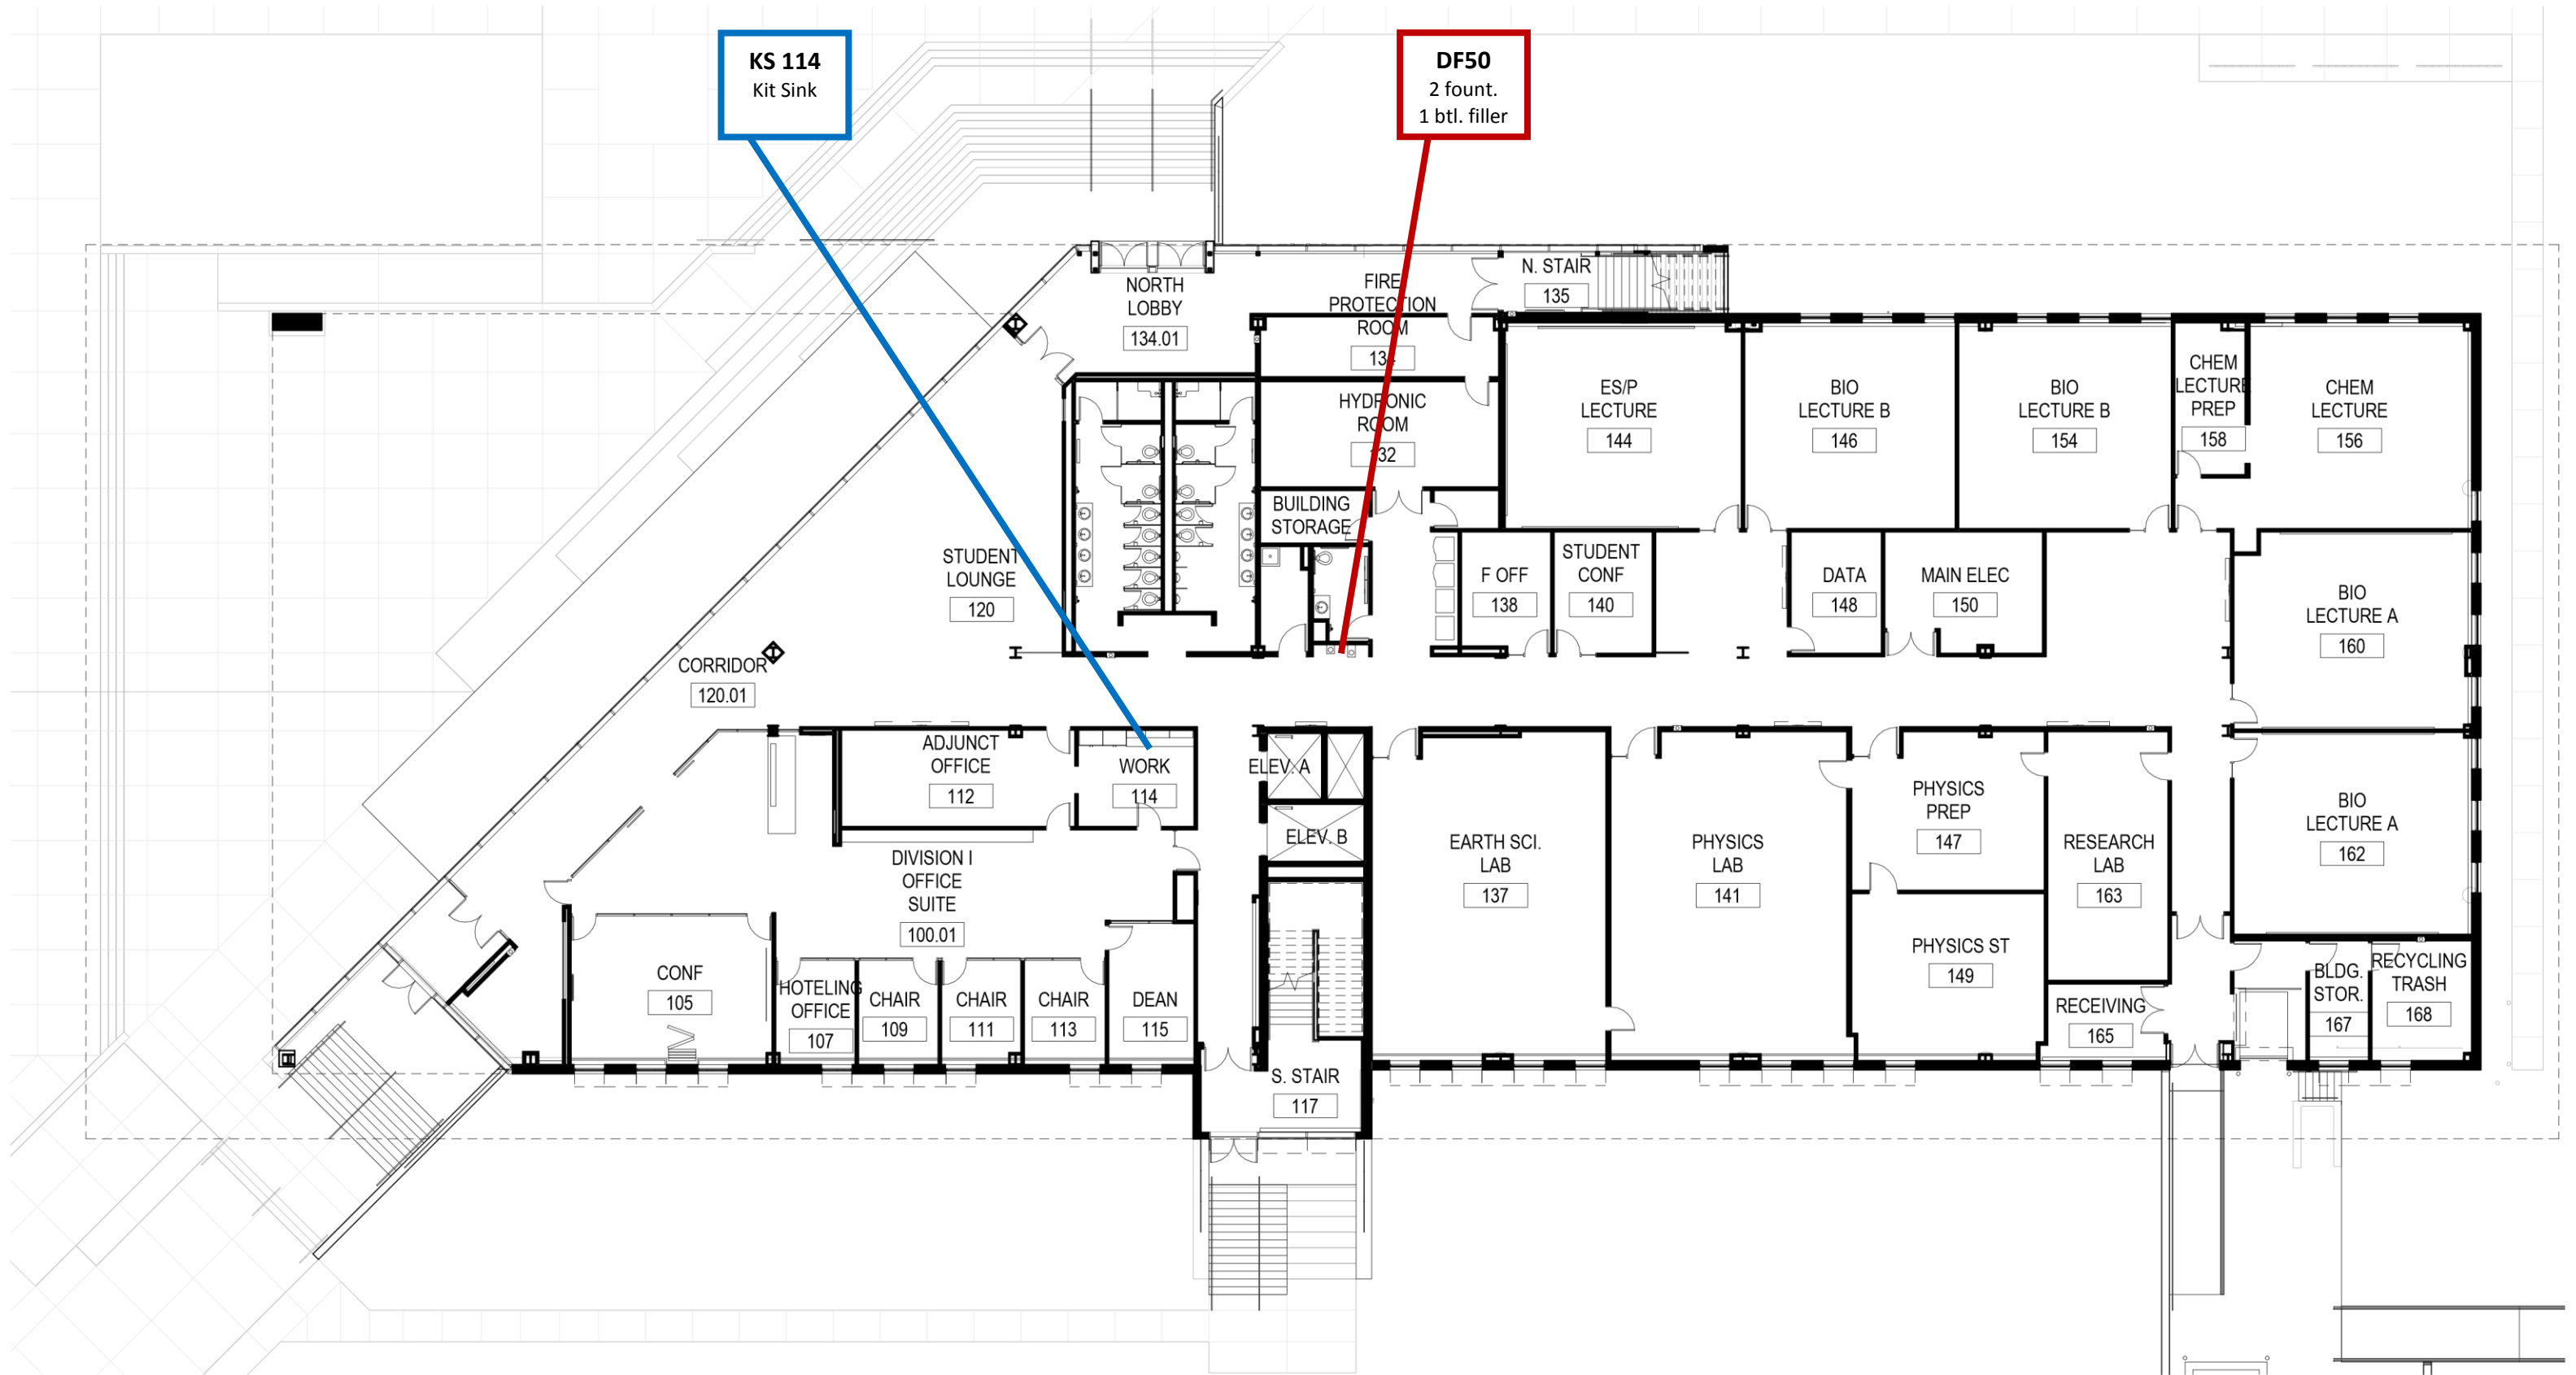 KS 114
Kit Sink
DF50
2 fount.
1 btl. filler
NORTH
LOBBY
134.01
FIRE
PROTECTION
ROOM
134
N. STAIR
135
HYDRONIC
ROOM
132
ES/P
LECTURE
144
BIO
LECTURE B
146
BIO
LECTURE B
154
CHEM
LECTURE
PREP
158
CHEM
LECTURE
156
BUILDING
STORAGE
STUDENT
LOUNGE
120
F OFF
138
STUDENT
CONF
140
DATA
148
MAIN ELEC
150
BIO
LECTURE A
160
CORRIDOR
120.01
ADJUNCT
OFFICE
112
WORK
114
ELEV. A
ELEV. B
EARTH SCI.
LAB
137
PHYSICS
LAB
141
PHYSICS
PREP
147
RESEARCH
LAB
163
BIO
LECTURE A
162
DIVISION I
OFFICE
SUITE
100.01
PHYSICS ST
149
CONF
105
HOTELING
OFFICE
107
CHAIR
109
CHAIR
111
CHAIR
113
DEAN
115
RECEIVING
165
BLDG.
STOR.
167
RECYCLING
TRASH
168
S. STAIR
117